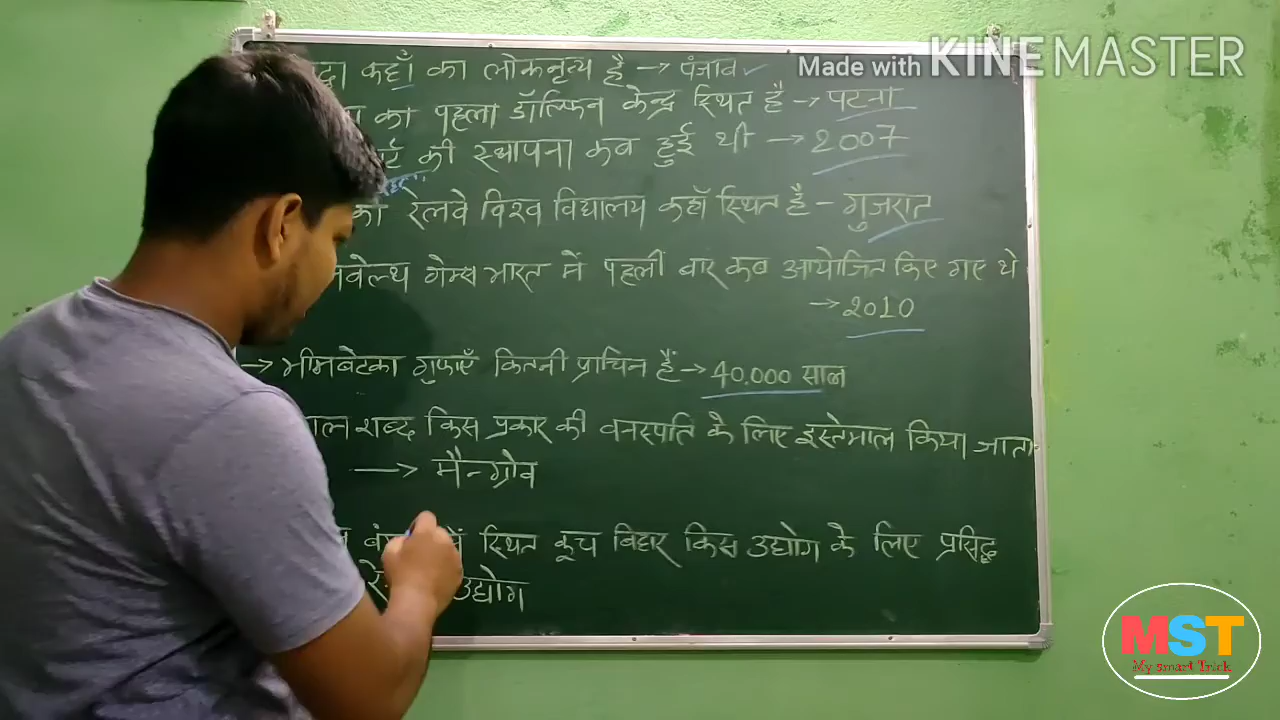 कहाँ का लोकनृत्य है → पंजाब
का पहला डॉल्फिन केन्द्र स्थित है → पटना
की स्थापना कब हुई थी → 2007
का रेलवे विश्व विद्यालय कहाँ स्थित है - गुजरात
गेम्स भारत में पहली बार कब आयोजित किए गए थे
→ 2010
→ भीमबेटका गुफाएँ कितनी प्राचिन हैं → 40.000 साल
शब्द किस प्रकार की वनस्पति के लिए इस्तेमाल किया जाता
→ मैन्ग्रोव
में स्थित कूच बिहार किस उद्योग के लिए प्रसिद्ध
उद्योग
Made with KINEMASTER
MST
My smart Trick